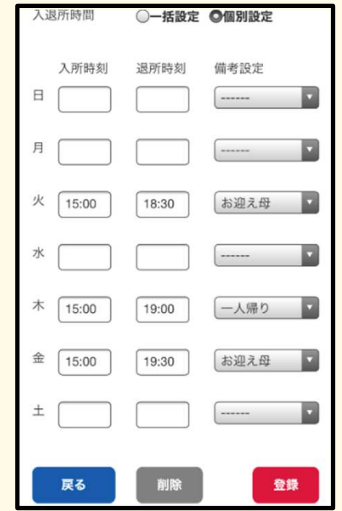 入退所時間 一括設定 個別設定
入所時刻 退所時刻 備考設定
日 ------
月 ------
火 15:00 18:30 お迎え母
水 ------
木 15:00 19:00 一人帰り
金 15:00 19:30 お迎え母
土 ------
戻る 削除 登録